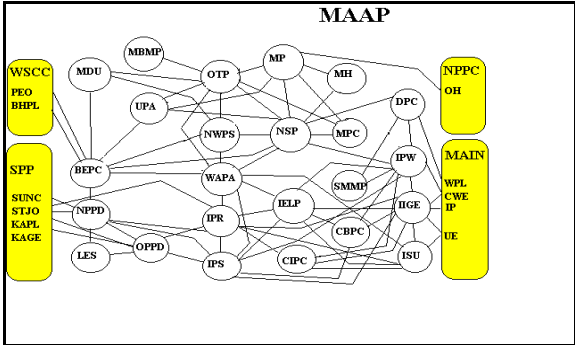 MAAP
WSCC
PEO
BHPL
SPP
SUNC
STJO
KAPL
KAGE
MBMP
MDU
OTP
MP
MH
UPA
NWPS
NSP
MPC
DPC
BEPC
WAPA
IPW
SMMP
NPPD
IPR
IELP
IIGE
CBPC
LES
OPPD
IPS
CIPC
ISU
NPPC
OH
MAIN
WPL
CWE
IP
UE